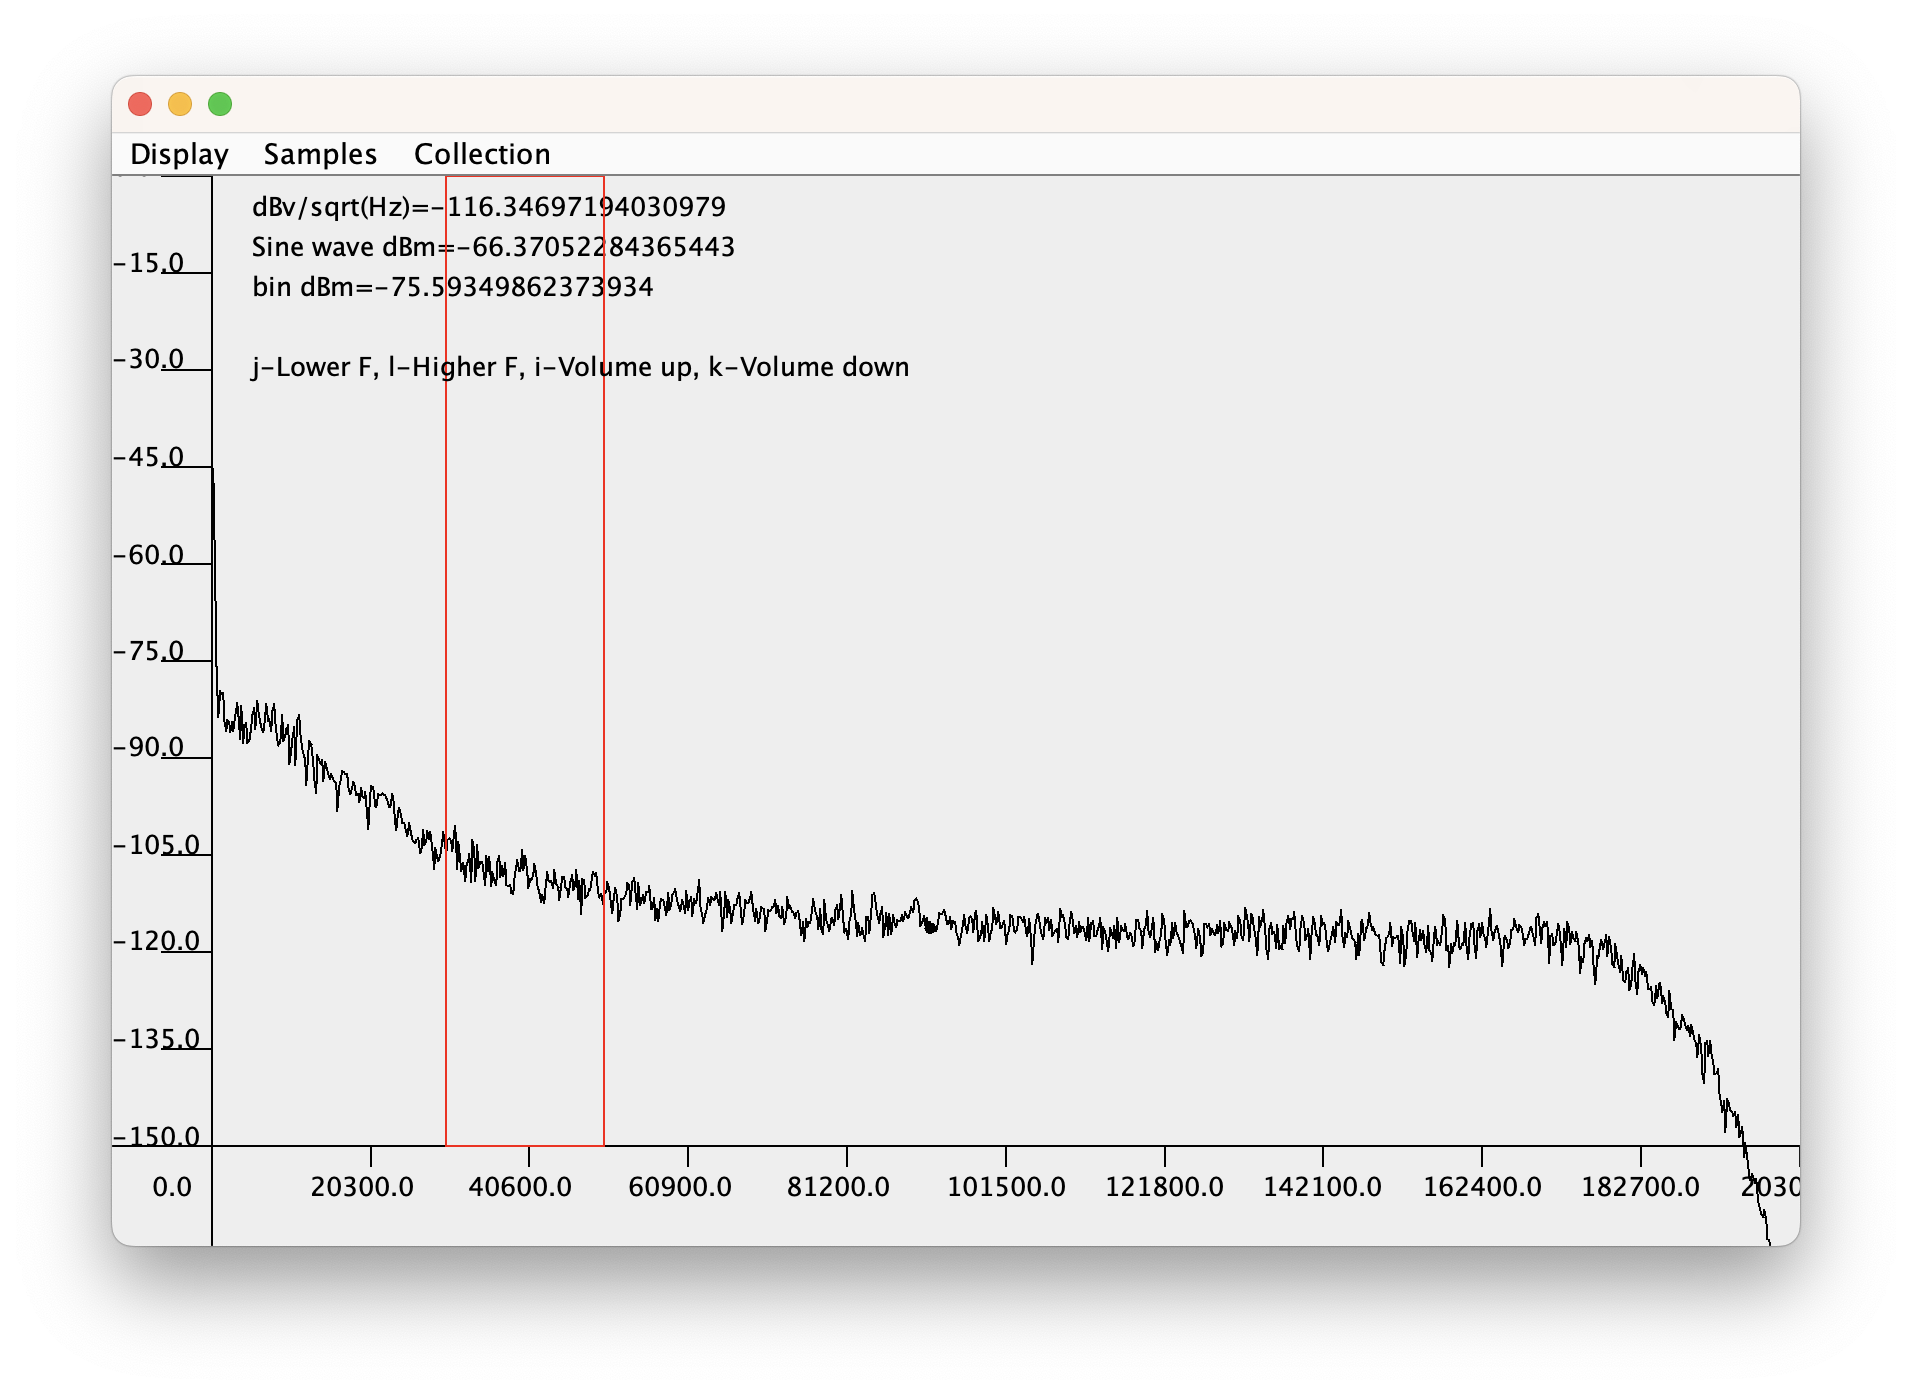 Display Samples Collection
dBv/sqrt(Hz)=-116.34697194030979
Sine wave dBm=-66.37052284365443
bin dBm=-75.59349862373934
j-Lower F, l-Higher F, i-Volume up, k-Volume down
-15.0
-30.0
-45.0
-60.0
-75.0
-90.0
-105.0
-120.0
-135.0
-150.0
0.0 20300.0 40600.0 60900.0 81200.0 101500.0 121800.0 142100.0 162400.0 182700.0 2030